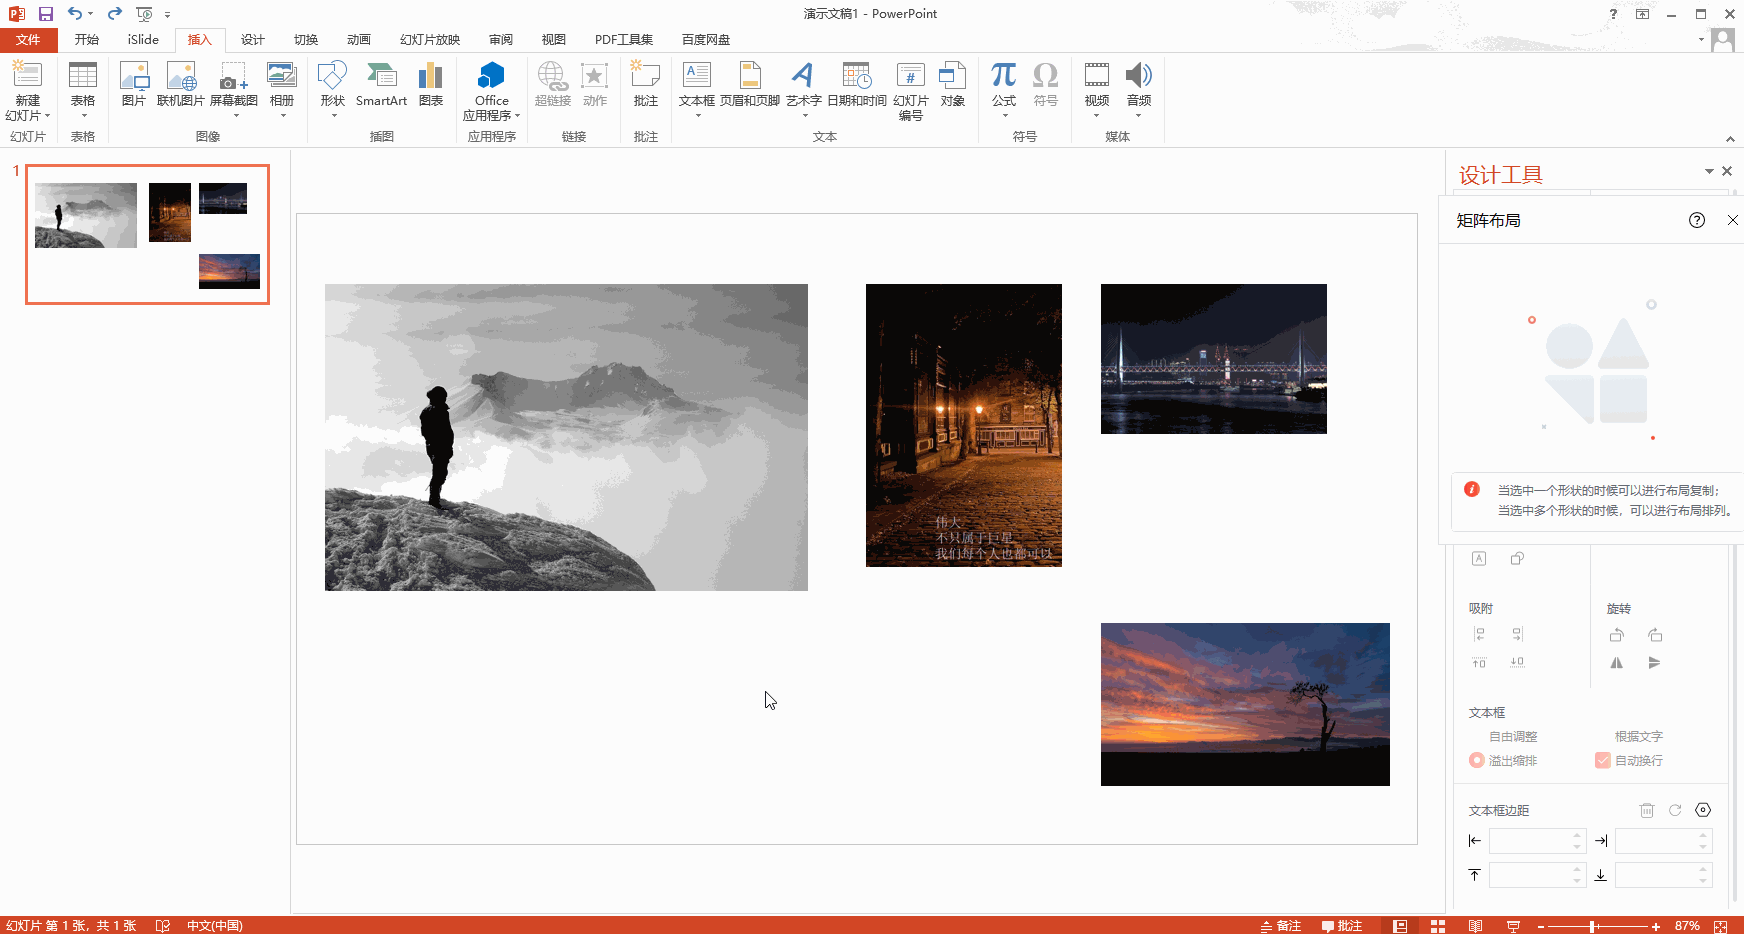 演示文稿1 - PowerPoint
文件 开始 iSlide 插入 设计 切换 动画 幻灯片放映 审阅 视图 PDF工具集 百度网盘
新建
幻灯片
表格
图片
联机图片
屏幕截图
相册
形状
SmartArt
图表
Office
应用程序
超链接
动作
批注
文本框
页眉和页脚
艺术字
日期和时间
幻灯片
编号
对象
公式
符号
视频
音频
幻灯片 表格 图像 插图 应用程序 链接 批注 文本 符号 媒体
1
伟大
不只属于巨星
我们每个人也都可以
设计工具
矩阵布局
当选中一个形状的时候可以进行布局复制；
当选中多个形状的时候，可以进行布局排列。
吸附 旋转
文本框
自由调整 根据文字
溢出缩排 自动换行
文本框边距
幻灯片 第 1 张，共 1 张 中文(中国) 备注 批注 87%